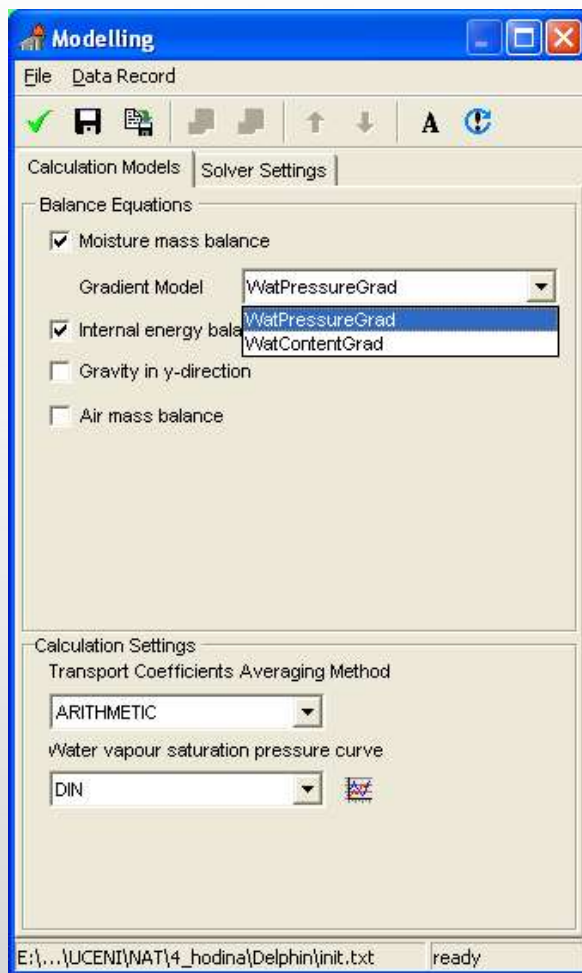 Modelling
File Data Record
A
Calculation Models Solver Settings
Balance Equations
Moisture mass balance
Gradient Model WatPressureGrad
WatPressureGrad
Internal energy bala
WatContentGrad
Gravity in y-direction
Air mass balance
Calculation Settings
Transport Coefficients Averaging Method
ARITHMETIC
Water vapour saturation pressure curve
DIN
E:\...\UCENI\NAT\4_hodina\Delphin\init.txt ready